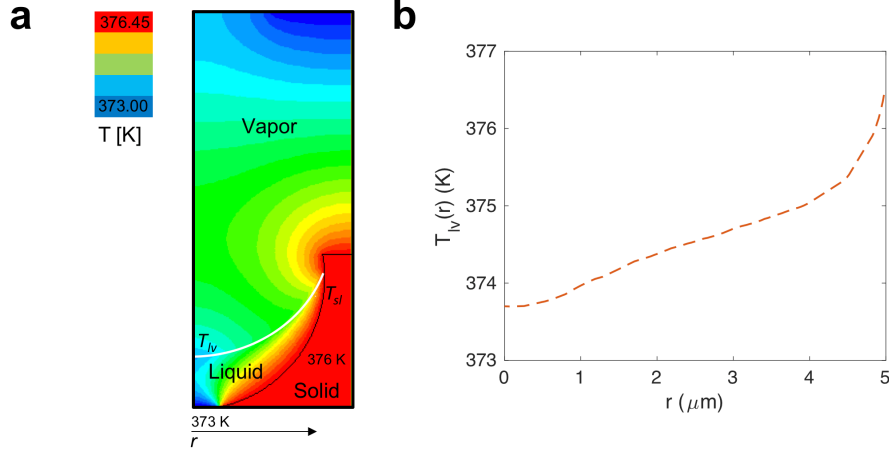 a
376.45
373.00
T [K]
Vapor
T_sl
T_lv
376 K
Liquid
Solid
373 K
r
b
377
376
375
374
373
T_lv(r) (K)
0 1 2 3 4 5
r (μm)